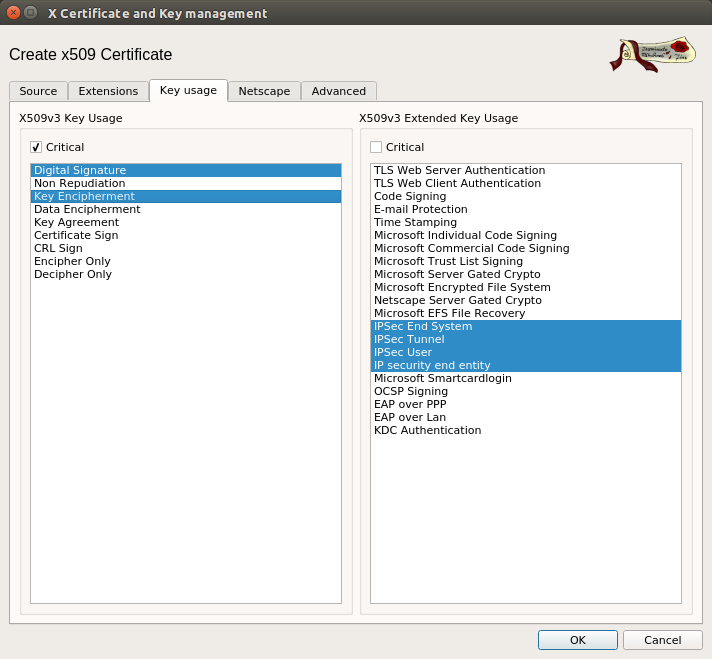 X Certificate and Key management
Create x509 Certificate
Source Extensions Key usage Netscape Advanced
X509v3 Key Usage
Critical
Digital Signature
Non Repudiation
Key Encipherment
Data Encipherment
Key Agreement
Certificate Sign
CRL Sign
Encipher Only
Decipher Only
X509v3 Extended Key Usage
Critical
TLS Web Server Authentication
TLS Web Client Authentication
Code Signing
E-mail Protection
Time Stamping
Microsoft Individual Code Signing
Microsoft Commercial Code Signing
Microsoft Trust List Signing
Microsoft Server Gated Crypto
Microsoft Encrypted File System
Netscape Server Gated Crypto
Microsoft EFS File Recovery
IPSec End System
IPSec Tunnel
IPSec User
IP security end entity
Microsoft Smartcardlogin
OCSP Signing
EAP over PPP
EAP over Lan
KDC Authentication
OK Cancel